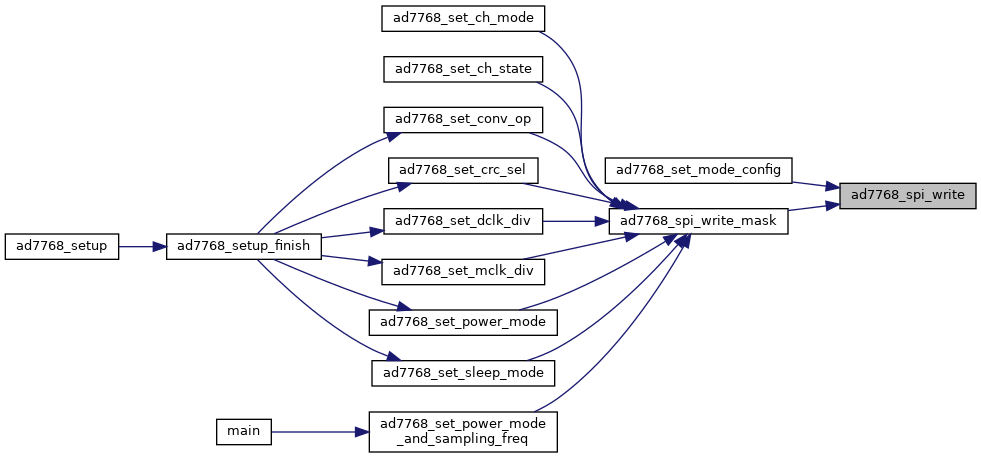 ad7768_set_ch_mode
ad7768_set_ch_state
ad7768_set_conv_op
ad7768_set_crc_sel
ad7768_set_mode_config
ad7768_spi_write
ad7768_set_dclk_div
ad7768_spi_write_mask
ad7768_setup
ad7768_setup_finish
ad7768_set_mclk_div
ad7768_set_power_mode
ad7768_set_sleep_mode
main
ad7768_set_power_mode
_and_sampling_freq